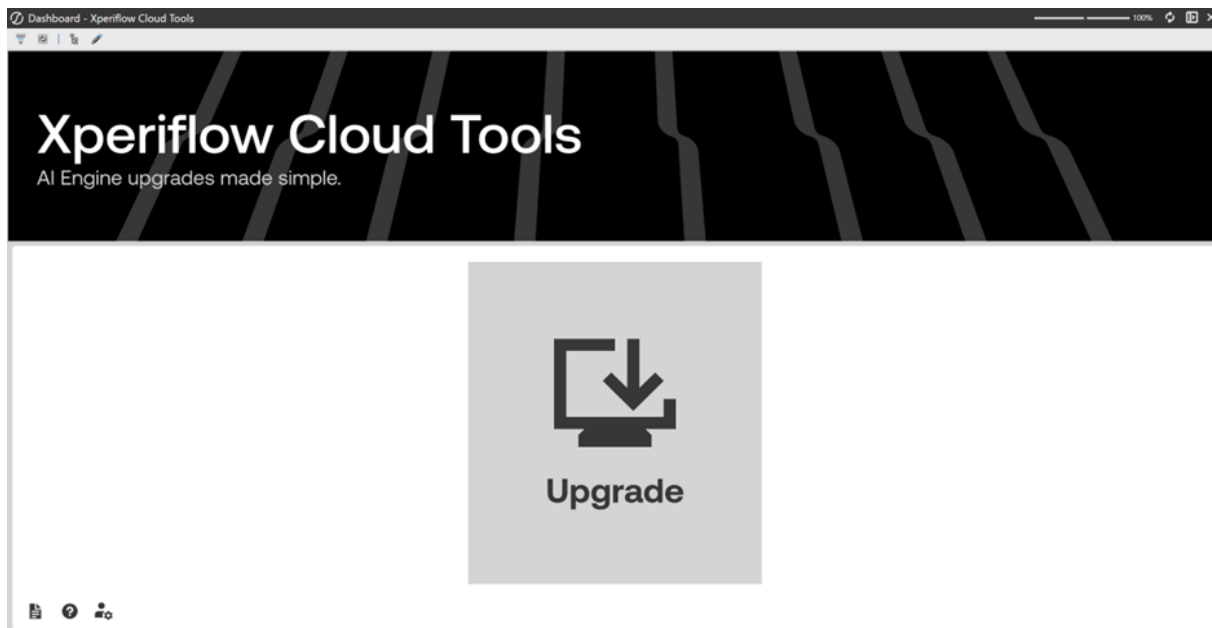 Dashboard - Xperiflow Cloud Tools
100%
Xperiflow Cloud Tools
AI Engine upgrades made simple.
Upgrade